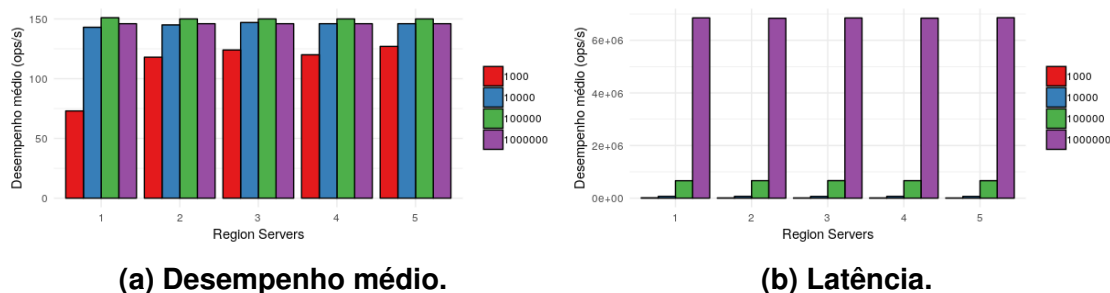 Desempenho médio (ops/s)
150
100
50
0
1 2 3 4 5
Region Servers
1000
10000
100000
1000000
(a) Desempenho médio.
Desempenho médio (ops/s)
6e+06
4e+06
2e+06
0e+00
1 2 3 4 5
Region Servers
1000
10000
100000
1000000
(b) Latência.